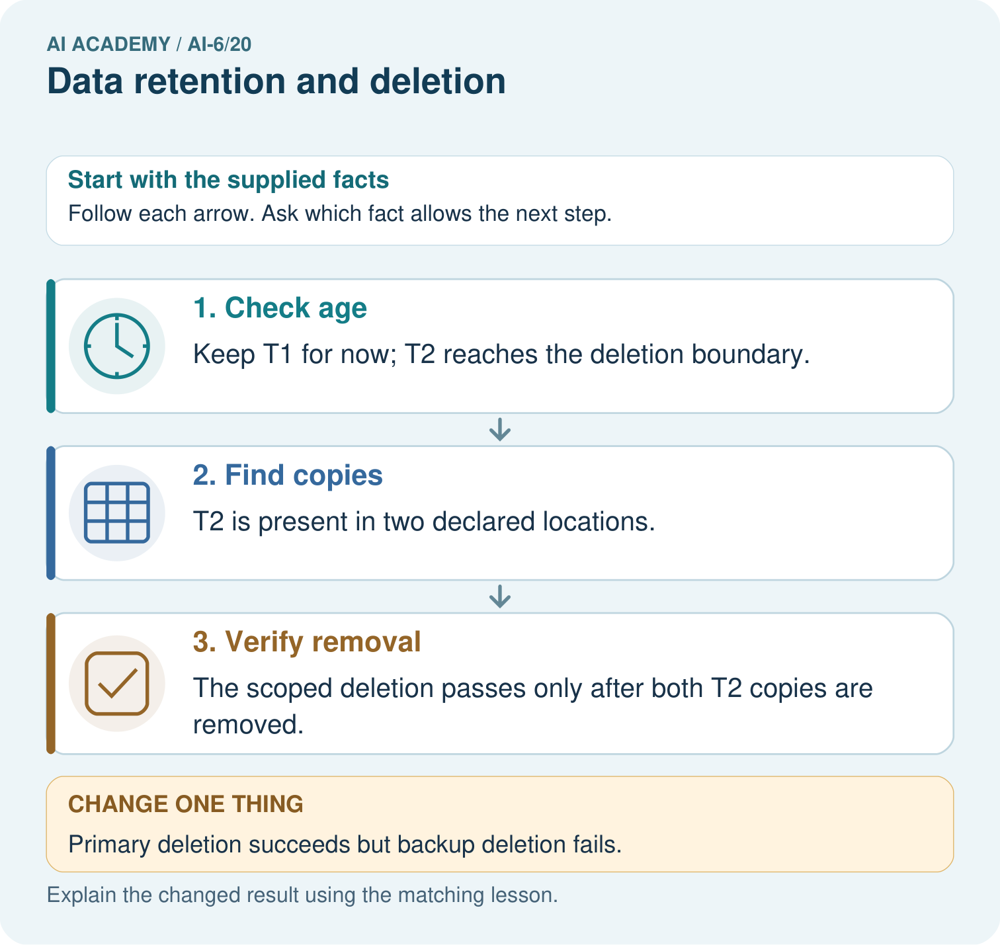 AI ACADEMY / AI-6/20
Data retention and deletion
Start with the supplied facts
Follow each arrow. Ask which fact allows the next step.
1. Check age
Keep T1 for now; T2 reaches the deletion boundary.
2. Find copies
T2 is present in two declared locations.
3. Verify removal
The scoped deletion passes only after both T2 copies are
removed.
CHANGE ONE THING
Primary deletion succeeds but backup deletion fails.
Explain the changed result using the matching lesson.